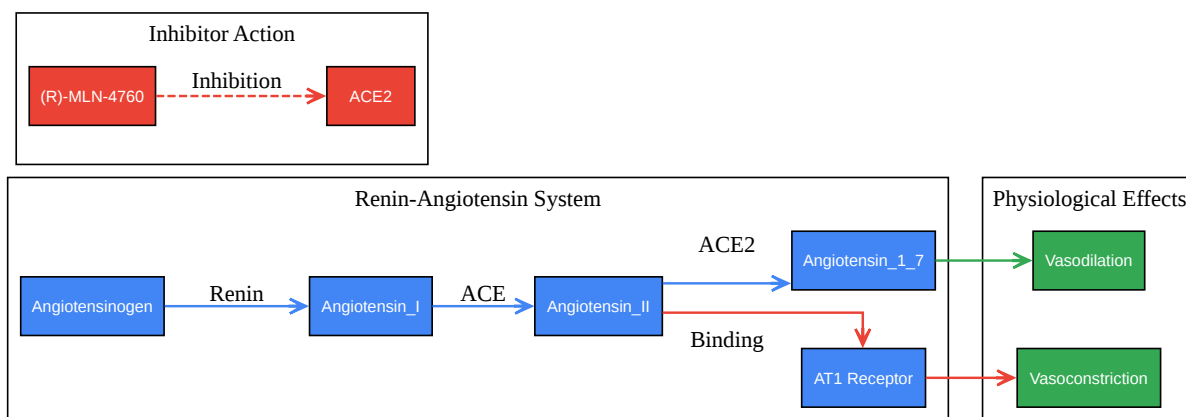 Inhibitor Action
(R)-MLN-4760
Inhibition
ACE2
Renin-Angiotensin System
Physiological Effects
Angiotensinogen
Renin
Angiotensin_I
ACE
Angiotensin_II
ACE2
Angiotensin_1_7
Vasodilation
Binding
AT1 Receptor
Vasoconstriction